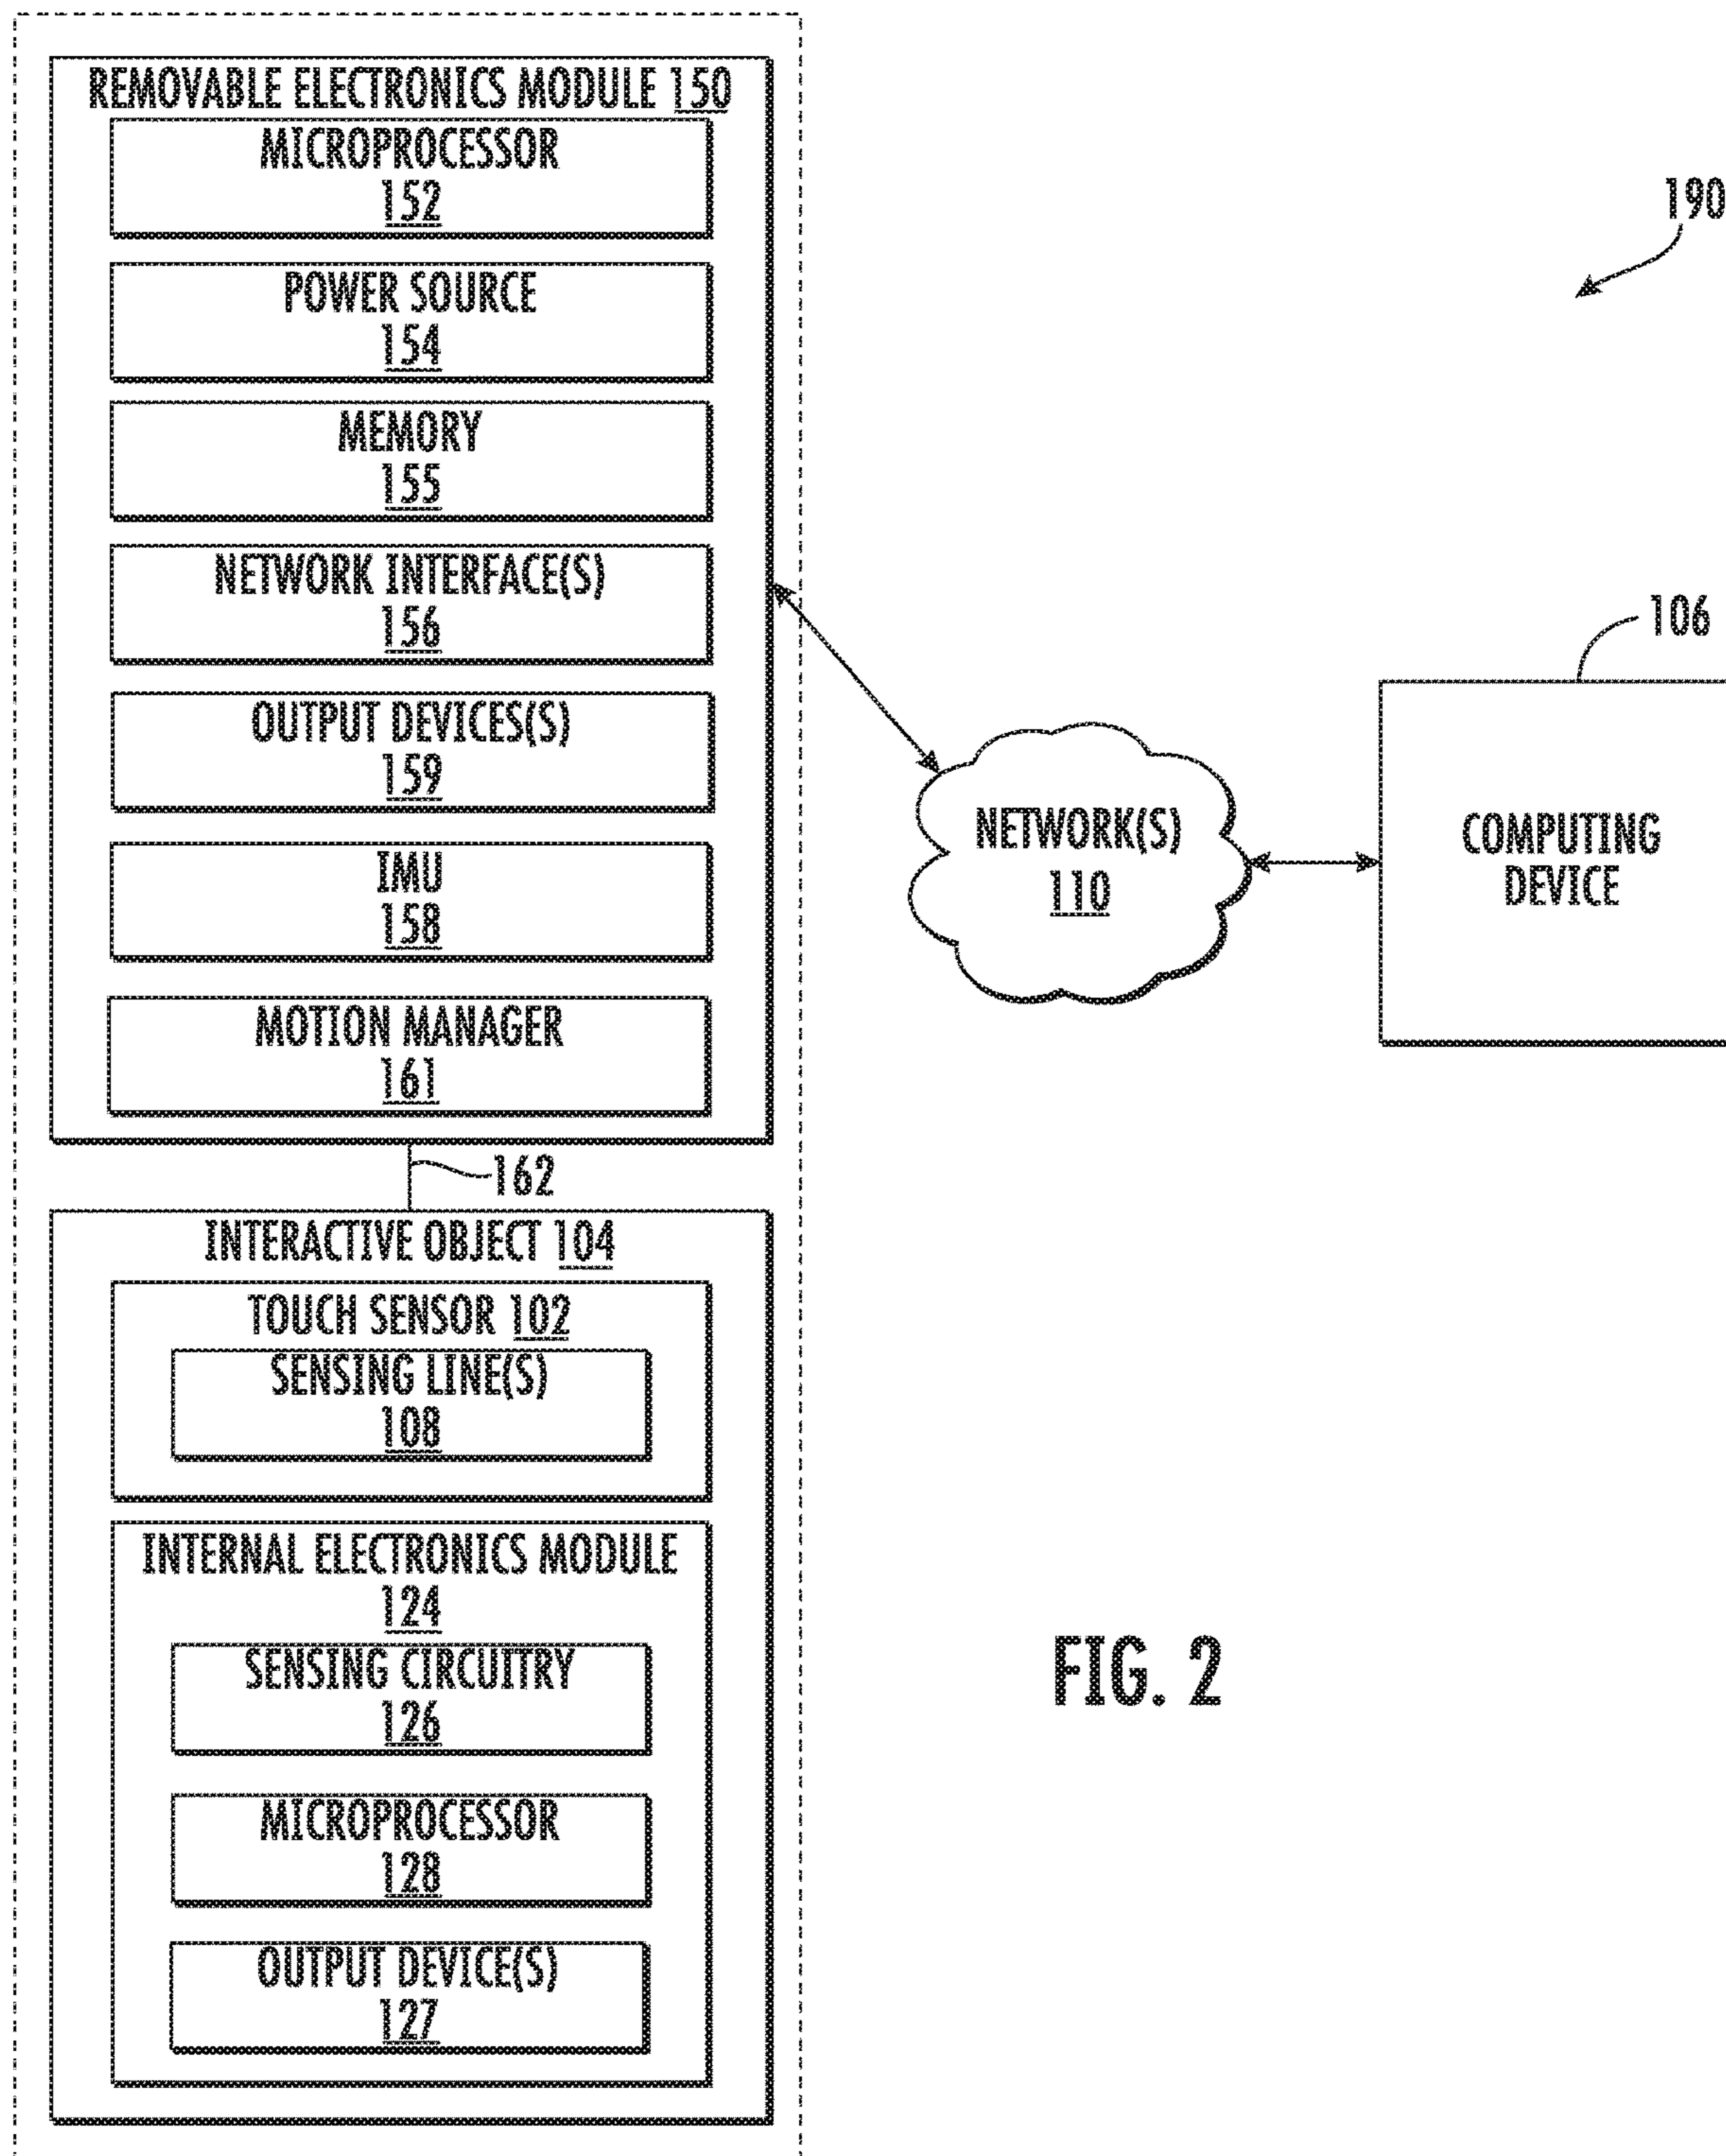 REMOVABLE ELECTRONICS MODULE 150
MICROPROCESSOR
152
POWER SOURCE
154
MEMORY
155
NETWORK INTERFACE(S)
156
OUTPUT DEVICES(S)
159
IMU
158
MOTION MANAGER
161
162
INTERACTIVE OBJECT 104
TOUCH SENSOR 102
SENSING LINE(S)
108
INTERNAL ELECTRONICS MODULE
124
SENSING CIRCUITRY
126
MICROPROCESSOR
128
OUTPUT DEVICE(S)
127
190
NETWORK(S)
110
106
COMPUTING
DEVICE
FIG. 2